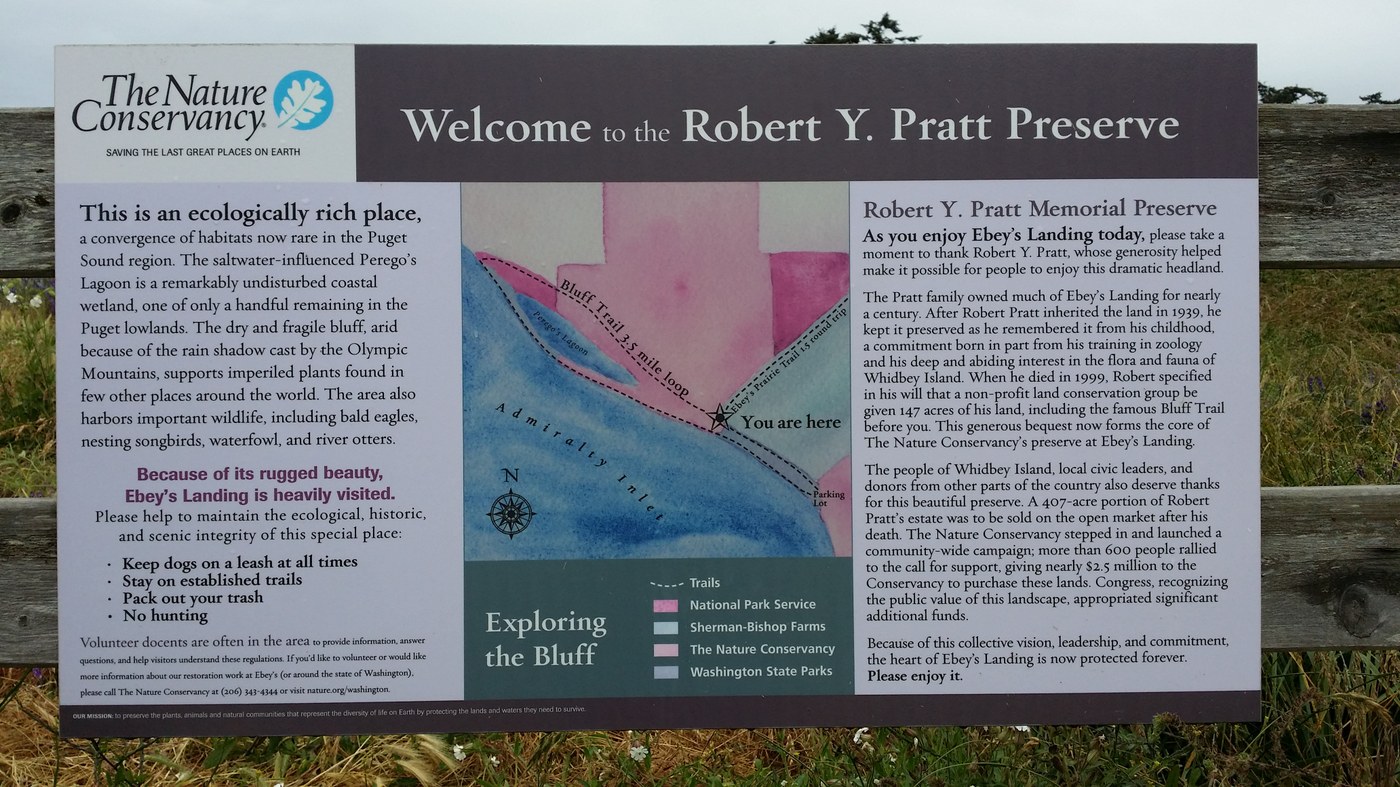 The Nature
Conservancy®
SAVING THE LAST GREAT PLACES ON EARTH
Welcome to the Robert Y. Pratt Preserve
This is an ecologically rich place,
a convergence of habitats now rare in the Puget
Sound region. The saltwater-influenced Perego's
Lagoon is a remarkably undisturbed coastal
wetland, one of only a handful remaining in the
Puget lowlands. The dry and fragile bluff, arid
because of the rain shadow cast by the Olympic
Mountains, supports imperiled plants found in
few other places around the world. The area also
harbors important wildlife, including bald eagles,
nesting songbirds, waterfowl, and river otters.
Because of its rugged beauty,
Ebey's Landing is heavily visited.
Please help to maintain the ecological, historic,
and scenic integrity of this special place:
· Keep dogs on a leash at all times
· Stay on established trails
· Pack out your trash
· No hunting
Volunteer docents are often in the area to provide information, answer
questions, and help visitors understand these regulations. If you'd like to volunteer or would like
more information about our restoration work at Ebey's (or around the state of Washington),
please call The Nature Conservancy at (206) 343-4344 or visit nature.org/washington.
Bluff Trail 3.5 mile loop
Perego's Lagoon
Ebey's Prairie Trail 1.5 round trip
You are here
Admiralty Inlet
N
Parking
Lot
Exploring
the Bluff
Trails
National Park Service
Sherman-Bishop Farms
The Nature Conservancy
Washington State Parks
Robert Y. Pratt Memorial Preserve
As you enjoy Ebey's Landing today, please take a
moment to thank Robert Y. Pratt, whose generosity helped
make it possible for people to enjoy this dramatic headland.
The Pratt family owned much of Ebey's Landing for nearly
a century. After Robert Pratt inherited the land in 1939, he
kept it preserved as he remembered it from his childhood,
a commitment born in part from his training in zoology
and his deep and abiding interest in the flora and fauna of
Whidbey Island. When he died in 1999, Robert specified
in his will that a non-profit land conservation group be
given 147 acres of his land, including the famous Bluff Trail
before you. This generous bequest now forms the core of
The Nature Conservancy's preserve at Ebey's Landing.
The people of Whidbey Island, local civic leaders, and
donors from other parts of the country also deserve thanks
for this beautiful preserve. A 407-acre portion of Robert
Pratt's estate was to be sold on the open market after his
death. The Nature Conservancy stepped in and launched a
community-wide campaign; more than 600 people rallied
to the call for support, giving nearly $2.5 million to the
Conservancy to purchase these lands. Congress, recognizing
the public value of this landscape, appropriated significant
additional funds.
Because of this collective vision, leadership, and commitment,
the heart of Ebey's Landing is now protected forever.
Please enjoy it.
OUR MISSION: to preserve the plants, animals and natural communities that represent the diversity of life on Earth by protecting the lands and waters they need to survive.